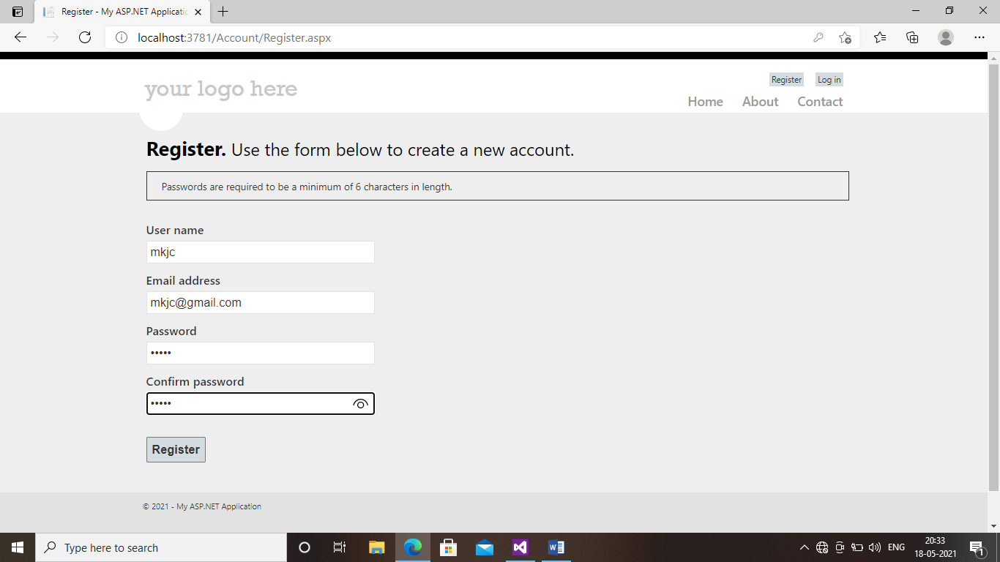 Register - My ASP.NET Applicatic
localhost:3781/Account/Register.aspx
your logo here
Register Log in
Home About Contact
Register. Use the form below to create a new account.
Passwords are required to be a minimum of 6 characters in length.
User name
mkjc
Email address
mkjc@gmail.com
Password
•••••
Confirm password
•••••
Register
© 2021 - My ASP.NET Application
Type here to search
ENG
20:33
18-05-2021
1